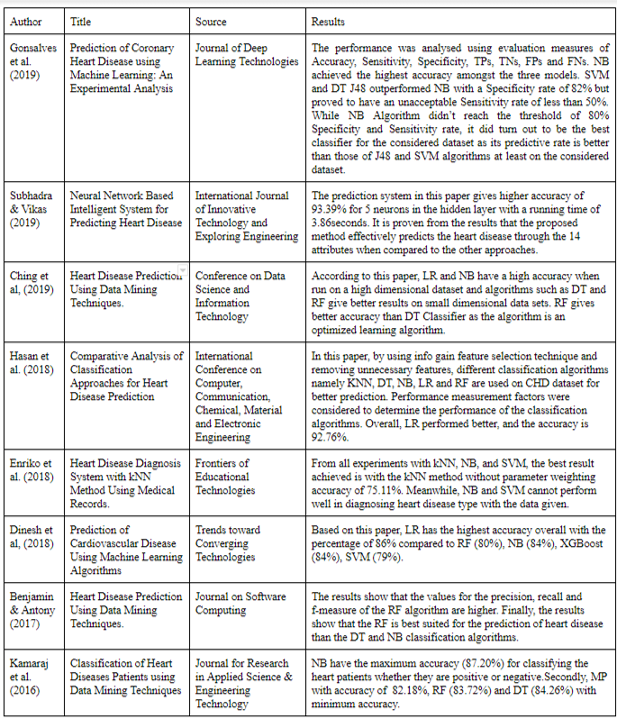 Author Title Source Results
Gonsalves
et al.
(2019)
Prediction of Coronary
Heart Disease using
Machine Learning: An
Experimental Analysis
Journal of Deep
Learning Technologies
The performance was analysed using evaluation measures of
Accuracy, Sensitivity, Specificity, TPs, TNs, FPs and FNs. NB
achieved the highest accuracy amongst the three models. SVM
and DT J48 outperformed NB with a Specificity rate of 82% but
proved to have an unacceptable Sensitivity rate of less than 50%.
While NB Algorithm didn't reach the threshold of 80%
Specificity and Sensitivity rate, it did turn out to be the best
classifier for the considered dataset as its predictive rate is better
than those of J48 and SVM algorithms at least on the considered
dataset.
Subhadra
& Vikas
(2019)
Neural Network Based
Intelligent System for
Predicting Heart Disease
International Journal
of Innovative
Technology and
Exploring Engineering
The prediction system in this paper gives higher accuracy of
93.39% for 5 neurons in the hidden layer with a running time of
3.86seconds. It is proven from the results that the proposed
method effectively predicts the heart disease through the 14
attributes when compared to the other approaches.
Ching et
al, (2019)
Heart Disease Prediction
Using Data Mining
Techniques.
Conference on Data
Science and
Information
Technology
According to this paper, LR and NB have a high accuracy when
run on a high dimensional dataset and algorithms such as DT and
RF give better results on small dimensional data sets. RF gives
better accuracy than DT Classifier as the algorithm is an
optimized learning algorithm.
Hasan et
al. (2018)
Comparative Analysis of
Classification
Approaches for Heart
Disease Prediction
International
Conference on
Computer,
Communication,
Chemical, Material
and Electronic
Engineering
In this paper, by using info gain feature selection technique and
removing unnecessary features, different classification algorithms
namely KNN, DT, NB, LR and RF are used on CHD dataset for
better prediction. Performance measurement factors were
considered to determine the performance of the classification
algorithms. Overall, LR performed better, and the accuracy is
92.76%.
Enriko et
al. (2018)
Heart Disease Diagnosis
System with kNN
Method Using Medical
Records.
Frontiers of
Educational
Technologies
From all experiments with kNN, NB, and SVM, the best result
achieved is with the kNN method without parameter weighting
accuracy of 75.11%. Meanwhile, NB and SVM cannot perform
well in diagnosing heart disease type with the data given.
Dinesh et
al, (2018)
Prediction of
Cardiovascular Disease
Using Machine Learning
Algorithms
Trends toward
Converging
Technologies
Based on this paper, LR has the highest accuracy overall with the
percentage of 86% compared to RF (80%), NB (84%), XGBoost
(84%), SVM (79%).
Benjamin
& Antony
(2017)
Heart Disease Prediction
Using Data Mining
Techniques.
Journal on Software
Computing
The results show that the values for the precision, recall and
f-measure of the RF algorithm are higher. Finally, the results
show that the RF is best suited for the prediction of heart disease
than the DT and NB classification algorithms.
Kamaraj
et al.
(2016)
Classification of Heart
Diseases Patients using
Data Mining Techniques
Journal for Research
in Applied Science &
Engineering
Technology
NB have the maximum accuracy (87.20%) for classifying the
heart patients whether they are positive or negative.Secondly, MP
with accuracy of 82.18%, RF (83.72%) and DT (84.26%) with
minimum accuracy.